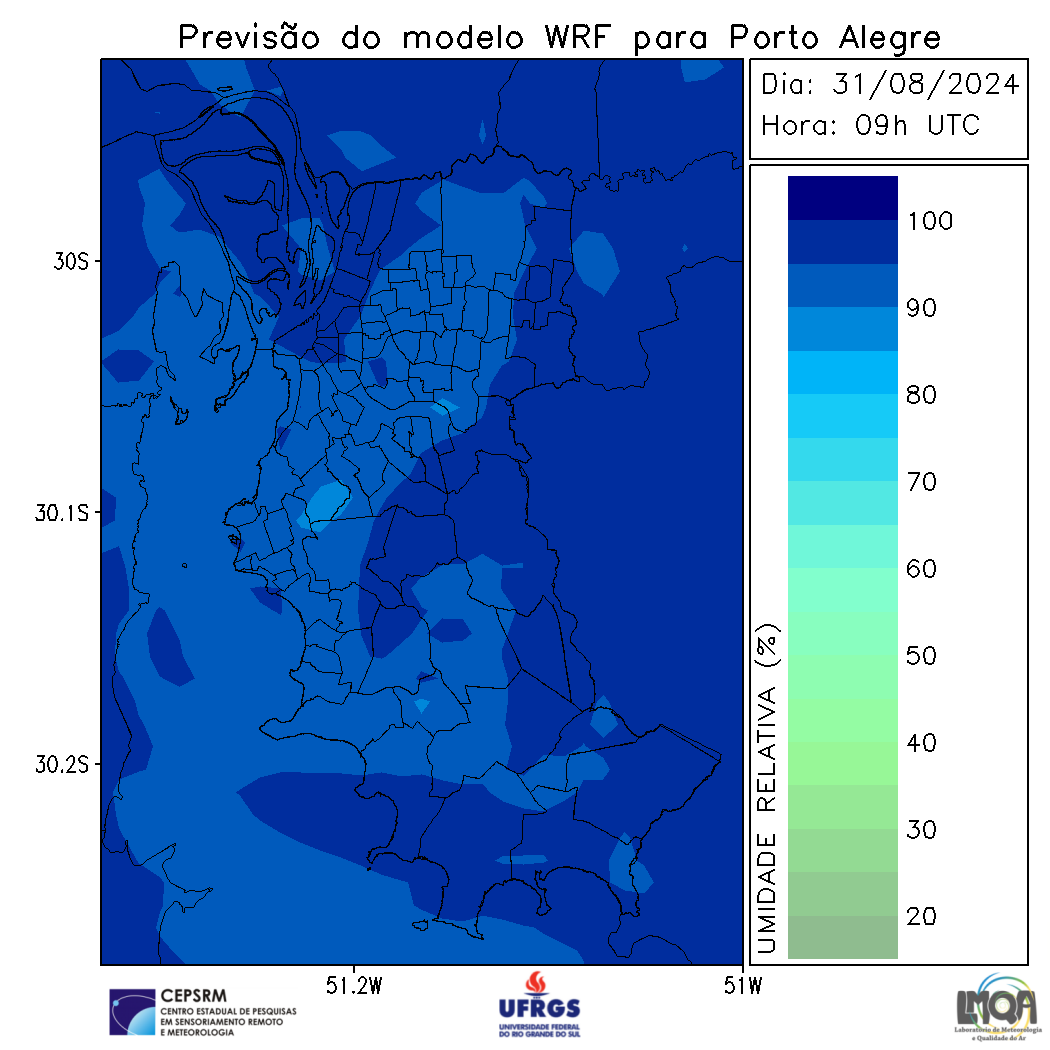 Previsão do modelo WRF para Porto Alegre
Dia: 31/08/2024
Hora: 09h UTC
30S
30.1S
30.2S
51.2W
51W
UMIDADE RELATIVA (%)
100
90
80
70
60
50
40
30
20
CEPSRM
CENTRO ESTADUAL DE PESQUISAS
EM SENSORIAMENTO REMOTO
E METEOROLOGIA
UFRGS
UNIVERSIDADE FEDERAL
DO RIO GRANDE DO SUL
LMQA
Laboratório de Meteorologia
e Qualidade do Ar